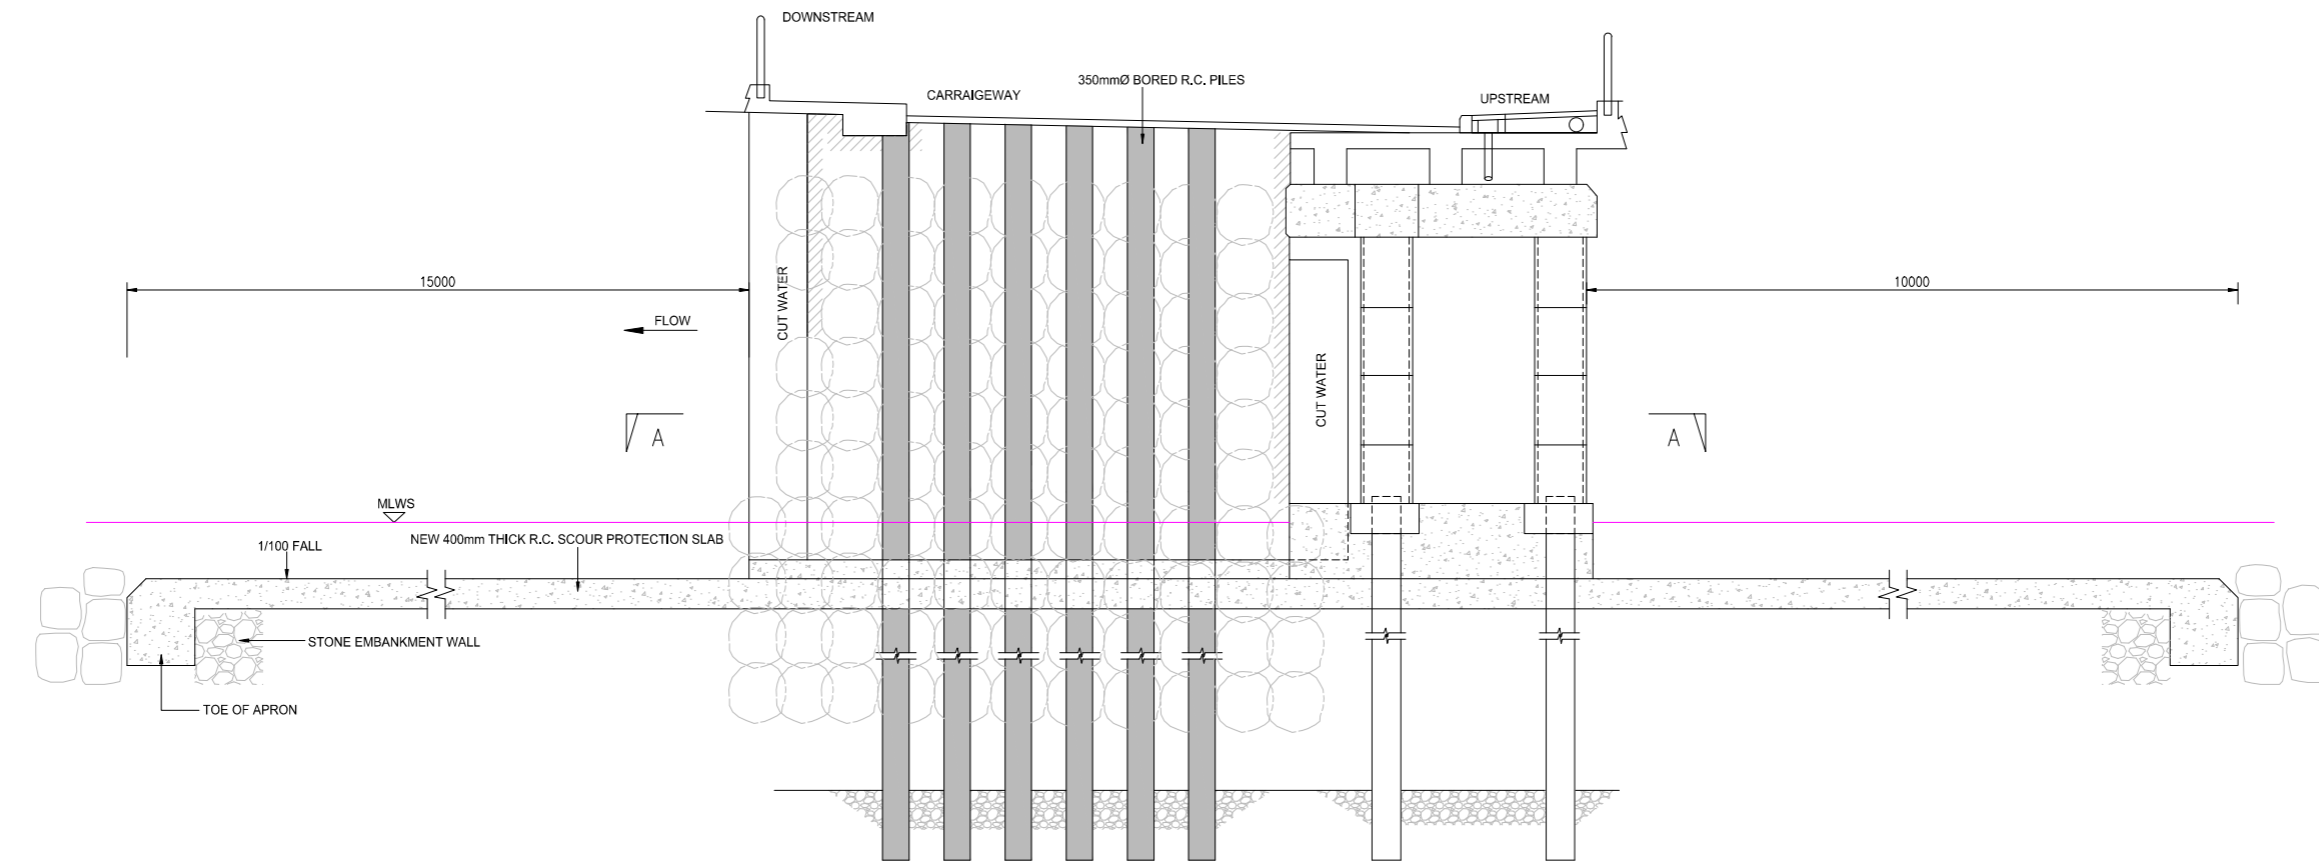 DOWNSTREAM
350mmØ BORED R.C. PILES
CARRAIGEWAY
UPSTREAM
15000
10000
CUT WATER
FLOW
CUT WATER
A
A
MLWS
NEW 400mm THICK R.C. SCOUR PROTECTION SLAB
1/100 FALL
STONE EMBANKMENT WALL
TOE OF APRON